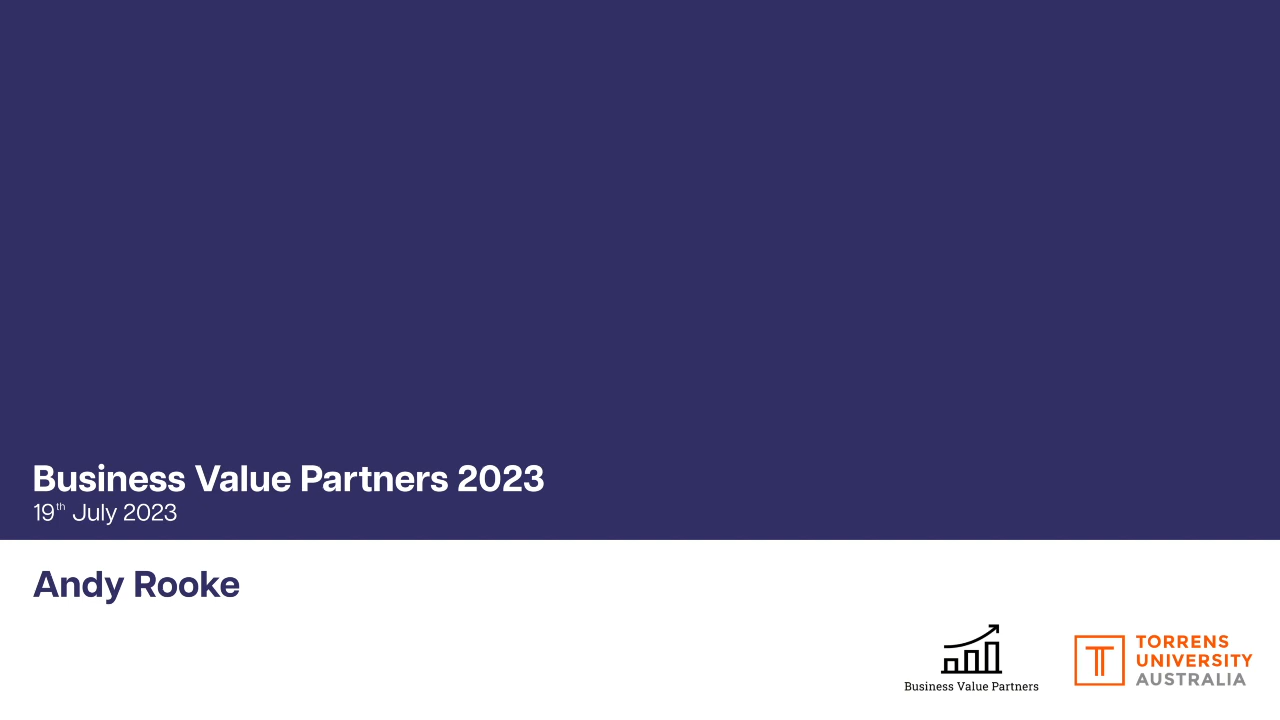 Business Value Partners 2023
19th July 2023
Andy Rooke
Business Value Partners
TORRENS
UNIVERSITY
AUSTRALIA